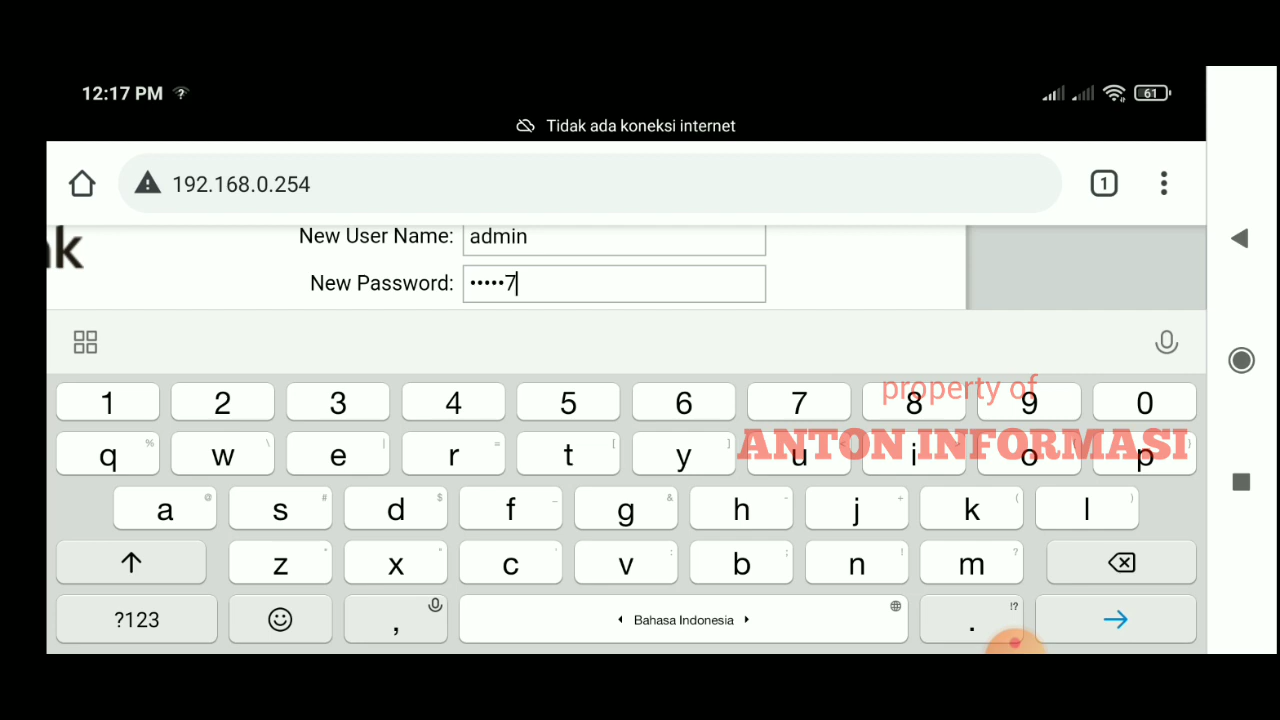 12:17 PM ?
61
Tidak ada koneksi internet
192.168.0.254
1
nk
New User Name: admin
New Password: •••••7
property of
ANTON INFORMASI
1 2 3 4 5 6 7 8 9 0
q % w \ e | r = t [ y ] u < i > o { p }
a @ s # d $ f _ g & h - j + k ( l )
z * x " c ' v : b ; n ! m ?
?123 , Bahasa Indonesia . !?